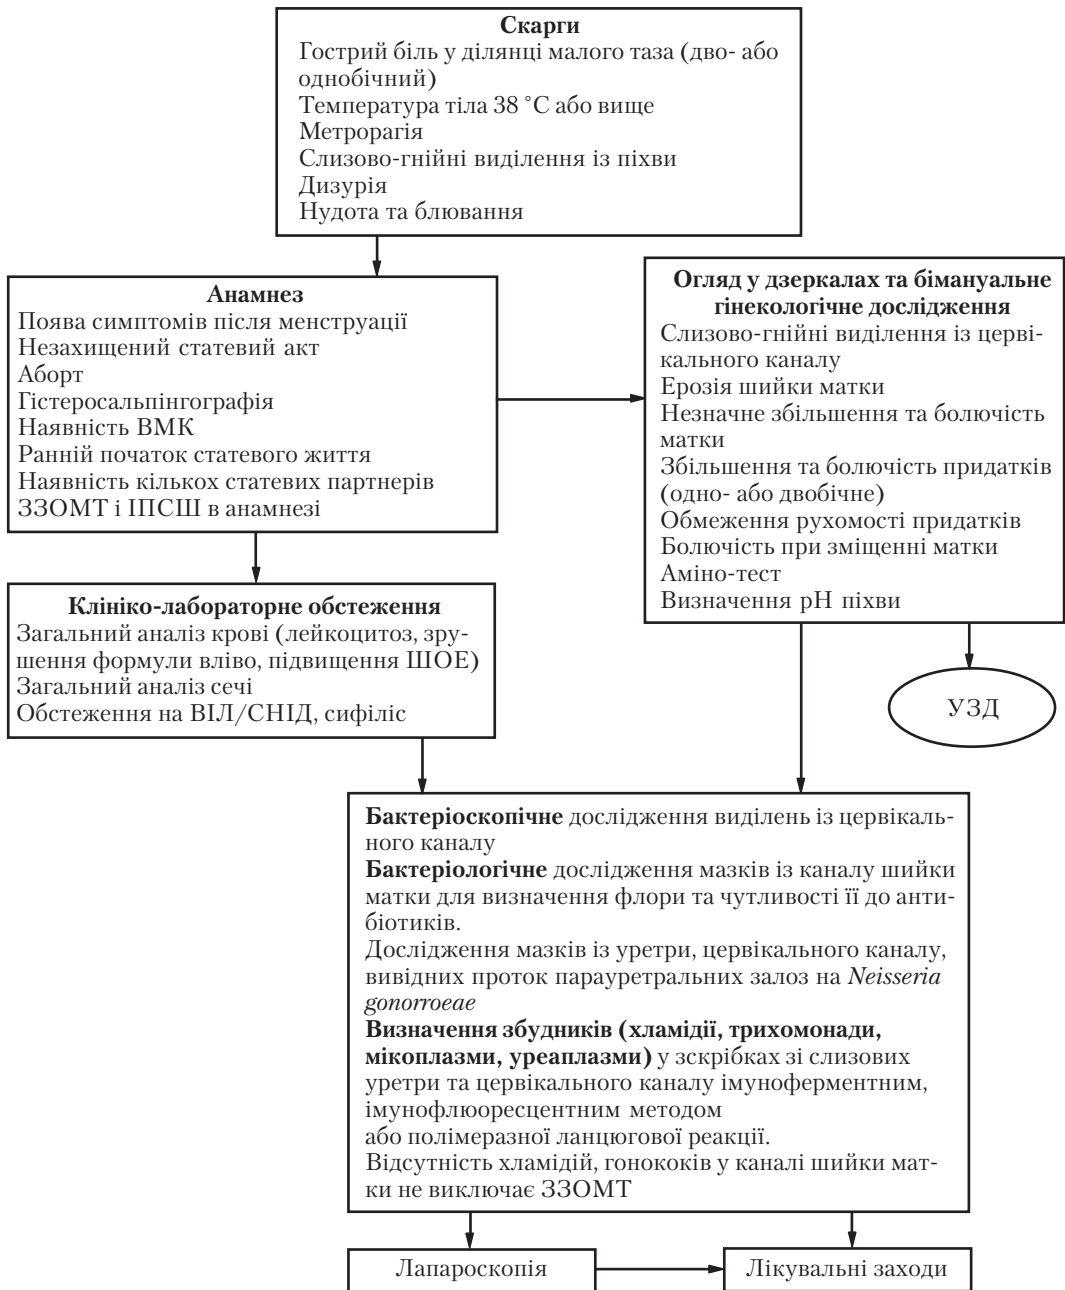 Скарги
Гострий біль у ділянці малого таза (дво- або
однобічний)
Температура тіла 38 °С або вище
Метрорагія
Слизово-гнійні виділення із піхви
Дизурія
Нудота та блювання
Анамнез
Поява симптомів після менструації
Незахищений статевий акт
Аборт
Гістеросальпінгографія
Наявність ВМК
Ранній початок статевого життя
Наявність кількох статевих партнерів
ЗЗОМТ і ІПСШ в анамнезі
Огляд у дзеркалах та бімануальне
гінекологічне дослідження
Слизово-гнійні виділення із церві-
кального каналу
Ерозія шийки матки
Незначне збільшення та болючість
матки
Збільшення та болючість придатків
(одно- або двобічне)
Обмеження рухомості придатків
Болючість при зміщенні матки
Аміно-тест
Визначення рН піхви
Клініко-лабораторне обстеження
Загальний аналіз крові (лейкоцитоз, зру-
шення формули вліво, підвищення ШОЕ)
Загальний аналіз сечі
Обстеження на ВІЛ/СНІД, сифіліс
УЗД
Бактеріоскопічне дослідження виділень із цервікаль-
ного каналу
Бактеріологічне дослідження мазків із каналу шийки
матки для визначення флори та чутливості її до анти-
біотиків.
Дослідження мазків із уретри, цервікального каналу,
вивідних проток парауретральних залоз на Neisseria
gonorroeae
Визначення збудників (хламідії, трихомонади,
мікоплазми, уреаплазми) у зскрібках зі слизових
уретри та цервікального каналу імуноферментним,
імунофлюоресцентним методом
або полімеразної ланцюгової реакції.
Відсутність хламідій, гонококів у каналі шийки мат-
ки не виключає ЗЗОМТ
Лапароскопія
Лікувальні заходи